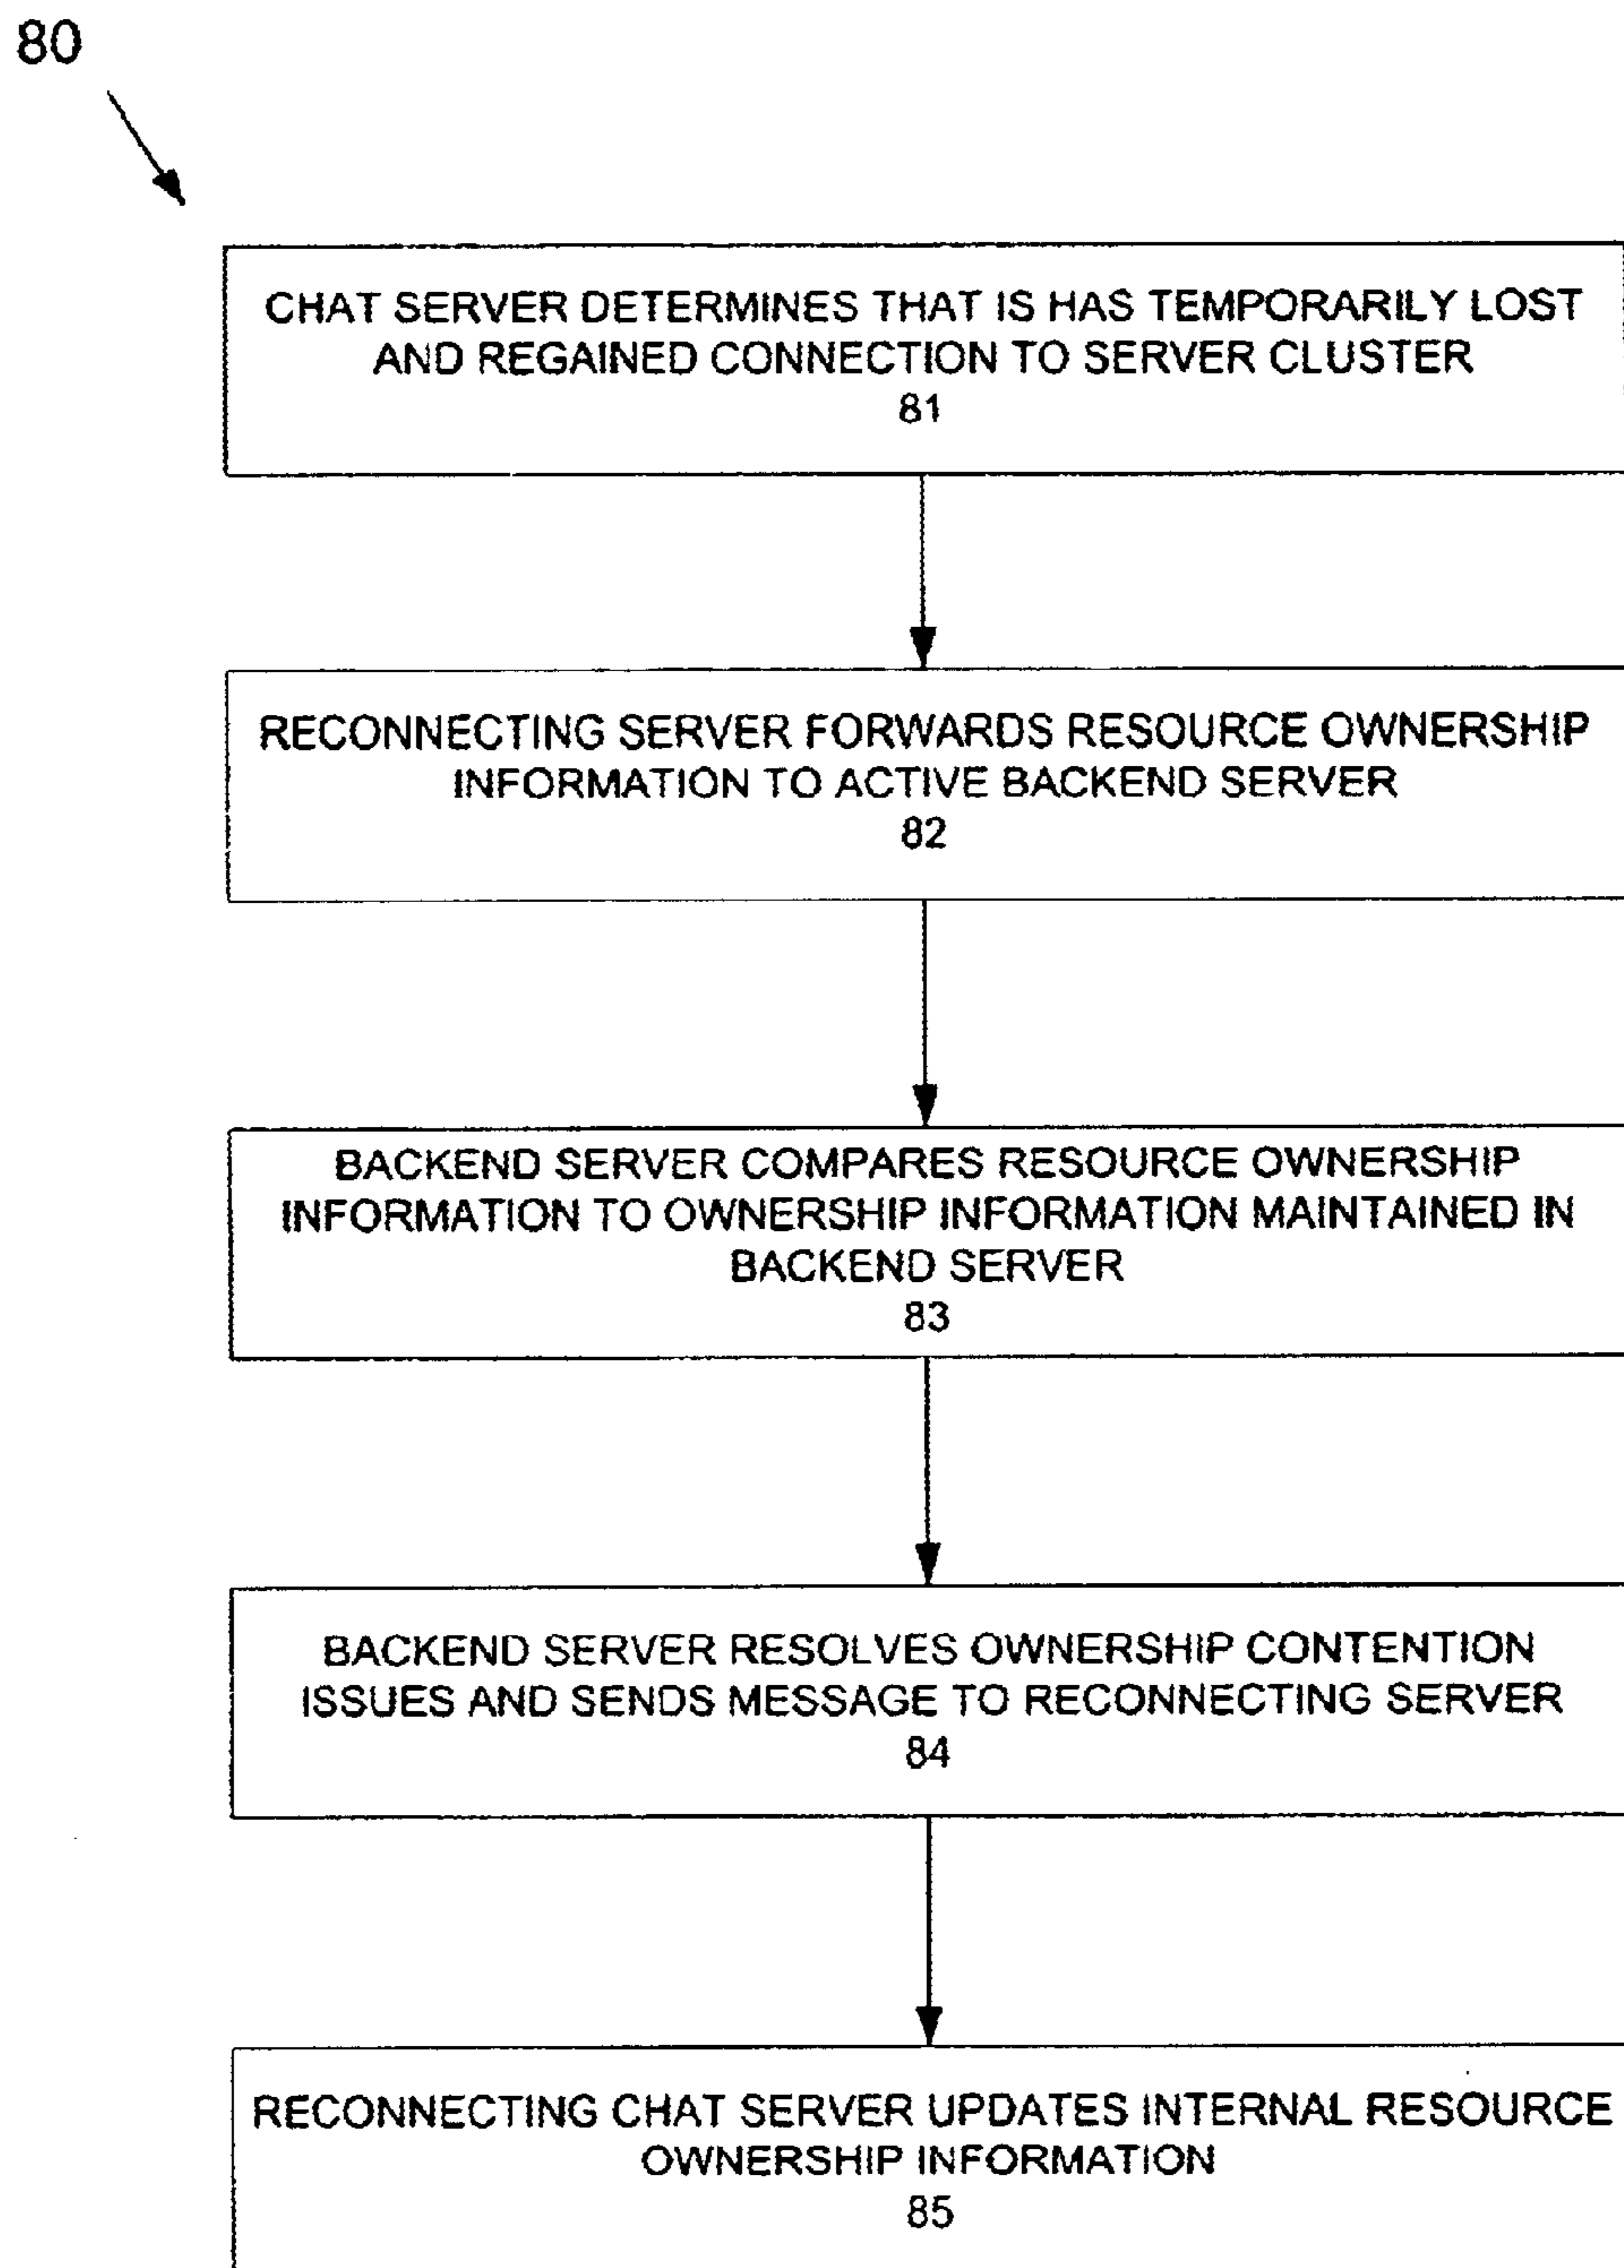 80
CHAT SERVER DETERMINES THAT IS HAS TEMPORARILY LOST
AND REGAINED CONNECTION TO SERVER CLUSTER
81
RECONNECTING SERVER FORWARDS RESOURCE OWNERSHIP
INFORMATION TO ACTIVE BACKEND SERVER
82
BACKEND SERVER COMPARES RESOURCE OWNERSHIP
INFORMATION TO OWNERSHIP INFORMATION MAINTAINED IN
BACKEND SERVER
83
BACKEND SERVER RESOLVES OWNERSHIP CONTENTION
ISSUES AND SENDS MESSAGE TO RECONNECTING SERVER
84
RECONNECTING CHAT SERVER UPDATES INTERNAL RESOURCE
OWNERSHIP INFORMATION
85